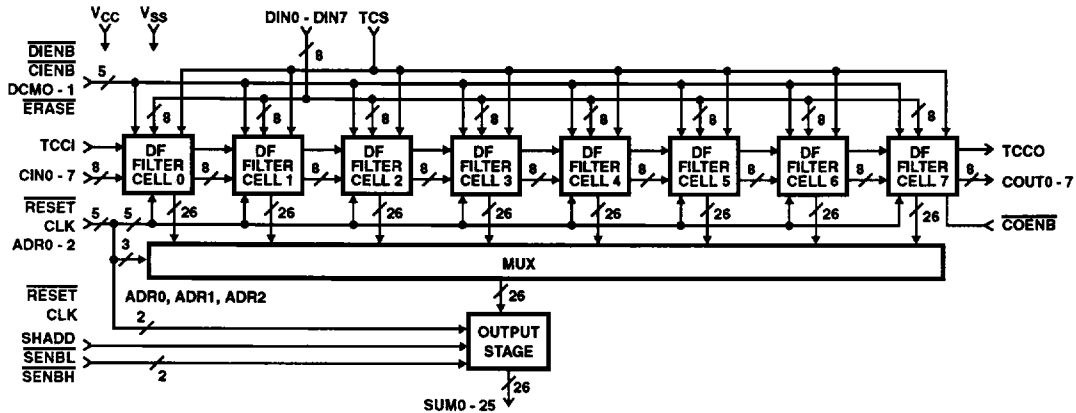 VCC VSS DIN0 - DIN7 TCS
DIENB
CIENB
DCMO - 1
ERASE
5
8
8 8 8 8 8 8 8 8
TCCI
CIN0 - 7
8
DF FILTER CELL 0
8
DF FILTER CELL 1
8
DF FILTER CELL 2
8
DF FILTER CELL 3
8
DF FILTER CELL 4
8
DF FILTER CELL 5
8
DF FILTER CELL 6
8
DF FILTER CELL 7
8
TCCO
COUT0 - 7
COENB
RESET
CLK
ADR0 - 2
5 5
26 26 26 26 26 26 26 26
3
MUX
ADR0, ADR1, ADR2
26
RESET
CLK
2
SHADD
SENBL
SENBH
2
OUTPUT
STAGE
26
SUM0 - 25